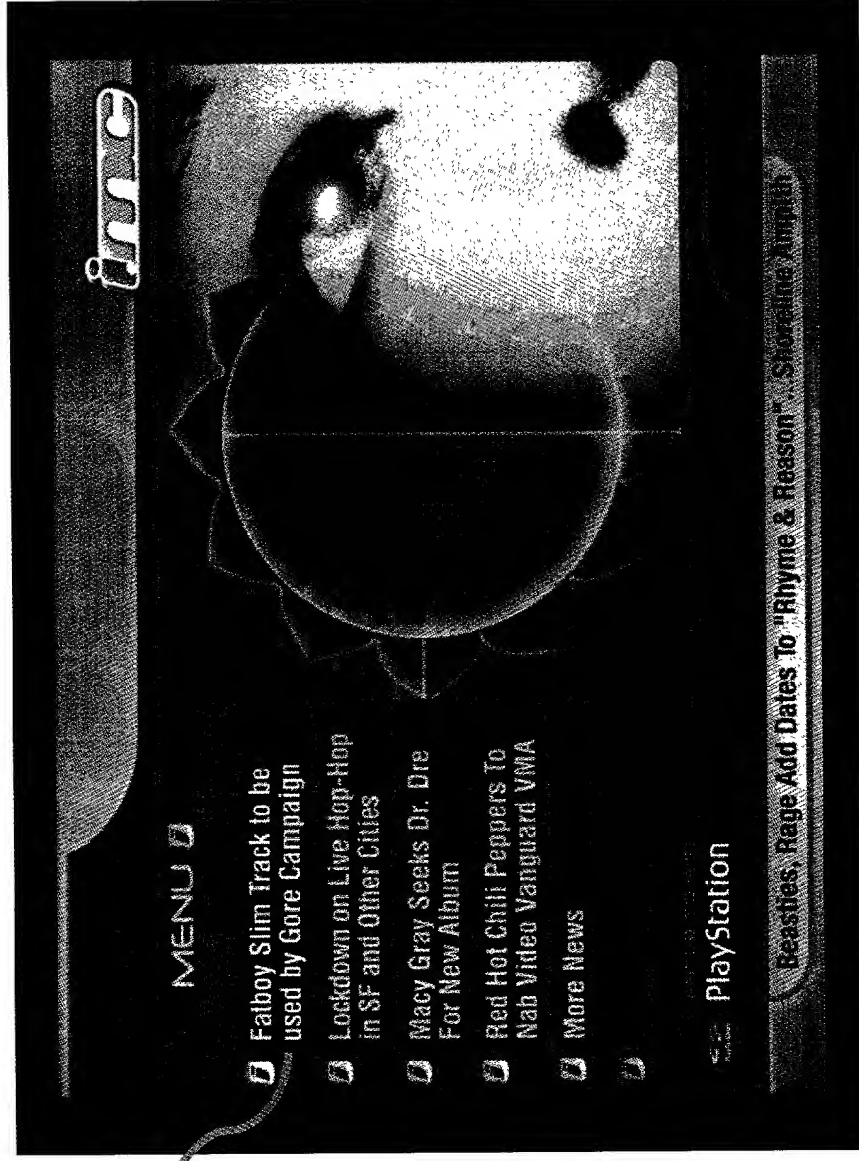 imc
MENU
Fatboy Slim Track to be
used by Gore Campaign
Lockdown on Live Hop-Hop
in SF and Other Cities
Macy Gray Seeks Dr. Dre
For New Album
Red Hot Chili Peppers To
Nab Video Vanguard VMA
More News
PlayStation
Beasties, Rage Add Dates To "Rhyme & Reason"... Shoreline Amphith